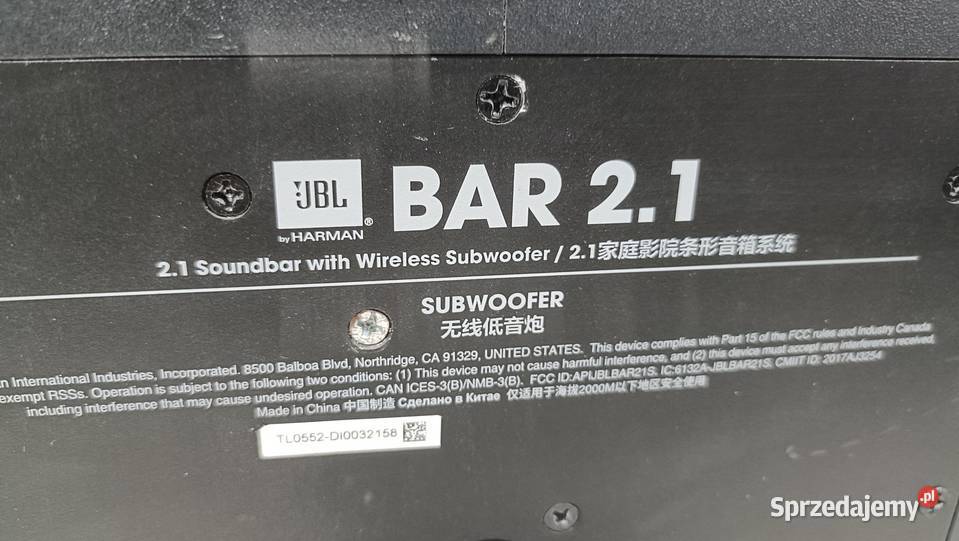 JBL
by HARMAN ®
BAR 2.1
2.1 Soundbar with Wireless Subwoofer / 2.1家庭影院条形音箱系统
SUBWOOFER
无线低音炮
n International Industries, Incorporated. 8500 Balboa Blvd, Northridge, CA 91329, UNITED STATES. This device complies with Part 15 of the FCC rules and Industry Canada
exempt RSSs. Operation is subject to the following two conditions: (1) This device may not cause harmful interference, and (2) this device must accept any interference received,
including interference that may cause undesired operation. CAN ICES-3(B)/NMB-3(B). FCC ID:APIJBLBAR21S. IC:6132A-JBLBAR21S. CMIIT ID: 2017AJ3254
Made in China 中国制造 Сделано в Китае 仅适用于海拔2000M以下地区安全使用
TL0552-DI0032158
Sprzedajemy.pl